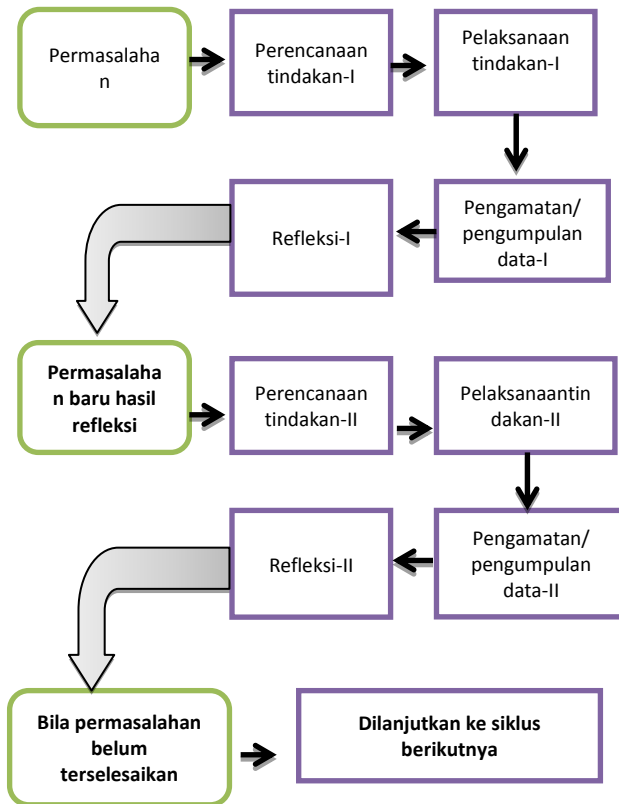 Permasalaha
n
Perencanaan
tindakan-I
Pelaksanaan
tindakan-I
Pengamatan/
pengumpulan
data-I
Refleksi-I
Permasalaha
n baru hasil
refleksi
Perencanaan
tindakan-II
Pelaksanaantin
dakan-II
Pengamatan/
pengumpulan
data-II
Refleksi-II
Bila permasalahan
belum
terselesaikan
Dilanjutkan ke siklus
berikutnya